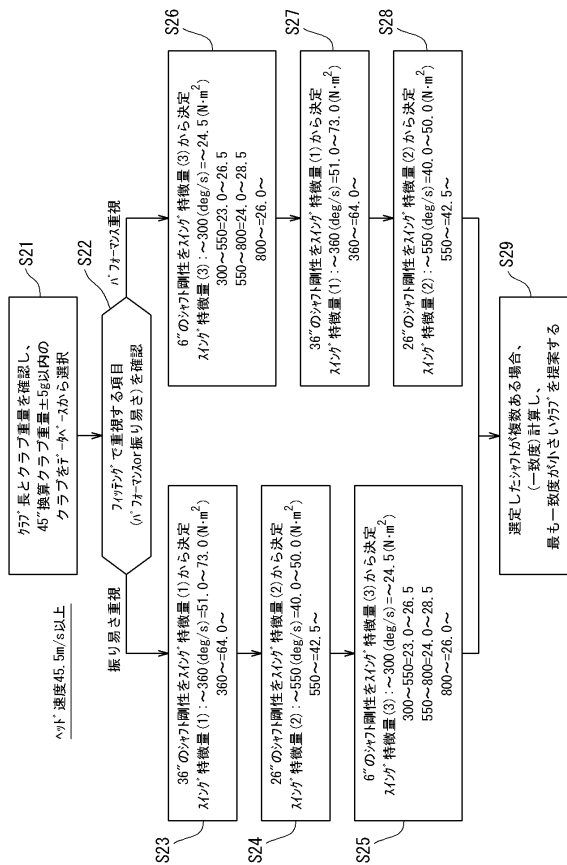 ヘッド速度45.5m/s以上
S21
クラブ長とクラブ重量を確認し、
45"換算クラブ重量±5g以内の
クラブをデータベースから選択
S22
フィッティングで重視する項目
(パフォーマンスor振り易さ)を確認
振り易さ重視
パフォーマンス重視
S23
36"のシャフト剛性をスイング特徴量(1)から決定
スイング特徴量(1):~360(deg/s)=51.0~73.0(N·m²)
360~=64.0~
S24
26"のシャフト剛性をスイング特徴量(2)から決定
スイング特徴量(2):~550(deg/s)=40.0~50.0(N·m²)
550~=42.5~
S25
6"のシャフト剛性をスイング特徴量(3)から決定
スイング特徴量(3):~300(deg/s)=~24.5(N·m²)
300~550=23.0~26.5
550~800=24.0~28.5
800~=26.0~
S26
6"のシャフト剛性をスイング特徴量(3)から決定
スイング特徴量(3):~300(deg/s)=~24.5(N·m²)
300~550=23.0~26.5
550~800=24.0~28.5
800~=26.0~
S27
36"のシャフト剛性をスイング特徴量(1)から決定
スイング特徴量(1):~360(deg/s)=51.0~73.0(N·m²)
360~=64.0~
S28
26"のシャフト剛性をスイング特徴量(2)から決定
スイング特徴量(2):~550(deg/s)=40.0~50.0(N·m²)
550~=42.5~
S29
選定したシャフトが複数ある場合、
(一致度)計算し、
最も一致度が小さいクラブを提案する